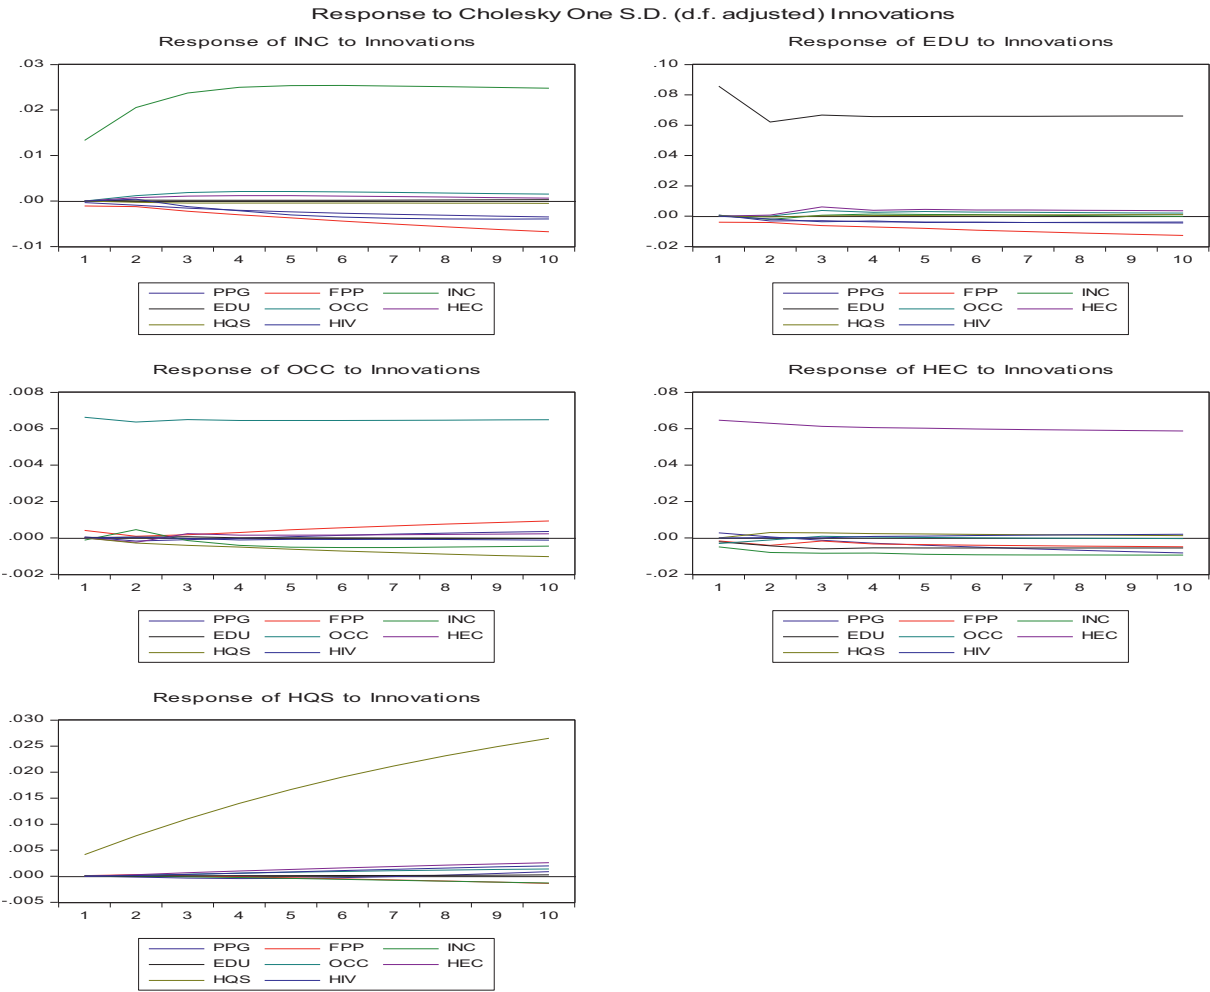 Response to Cholesky One S.D. (d.f. adjusted) Innovations
Response of INC to Innovations
.03
.02
.01
.00
-.01
1 2 3 4 5 6 7 8 9 10
PPG FPP INC
EDU OCC HEC
HQS HIV
Response of EDU to Innovations
.10
.08
.06
.04
.02
.00
-.02
1 2 3 4 5 6 7 8 9 10
PPG FPP INC
EDU OCC HEC
HQS HIV
Response of OCC to Innovations
.008
.006
.004
.002
.000
-.002
1 2 3 4 5 6 7 8 9 10
PPG FPP INC
EDU OCC HEC
HQS HIV
Response of HEC to Innovations
.08
.06
.04
.02
.00
-.02
1 2 3 4 5 6 7 8 9 10
PPG FPP INC
EDU OCC HEC
HQS HIV
Response of HQS to Innovations
.030
.025
.020
.015
.010
.005
.000
-.005
1 2 3 4 5 6 7 8 9 10
PPG FPP INC
EDU OCC HEC
HQS HIV